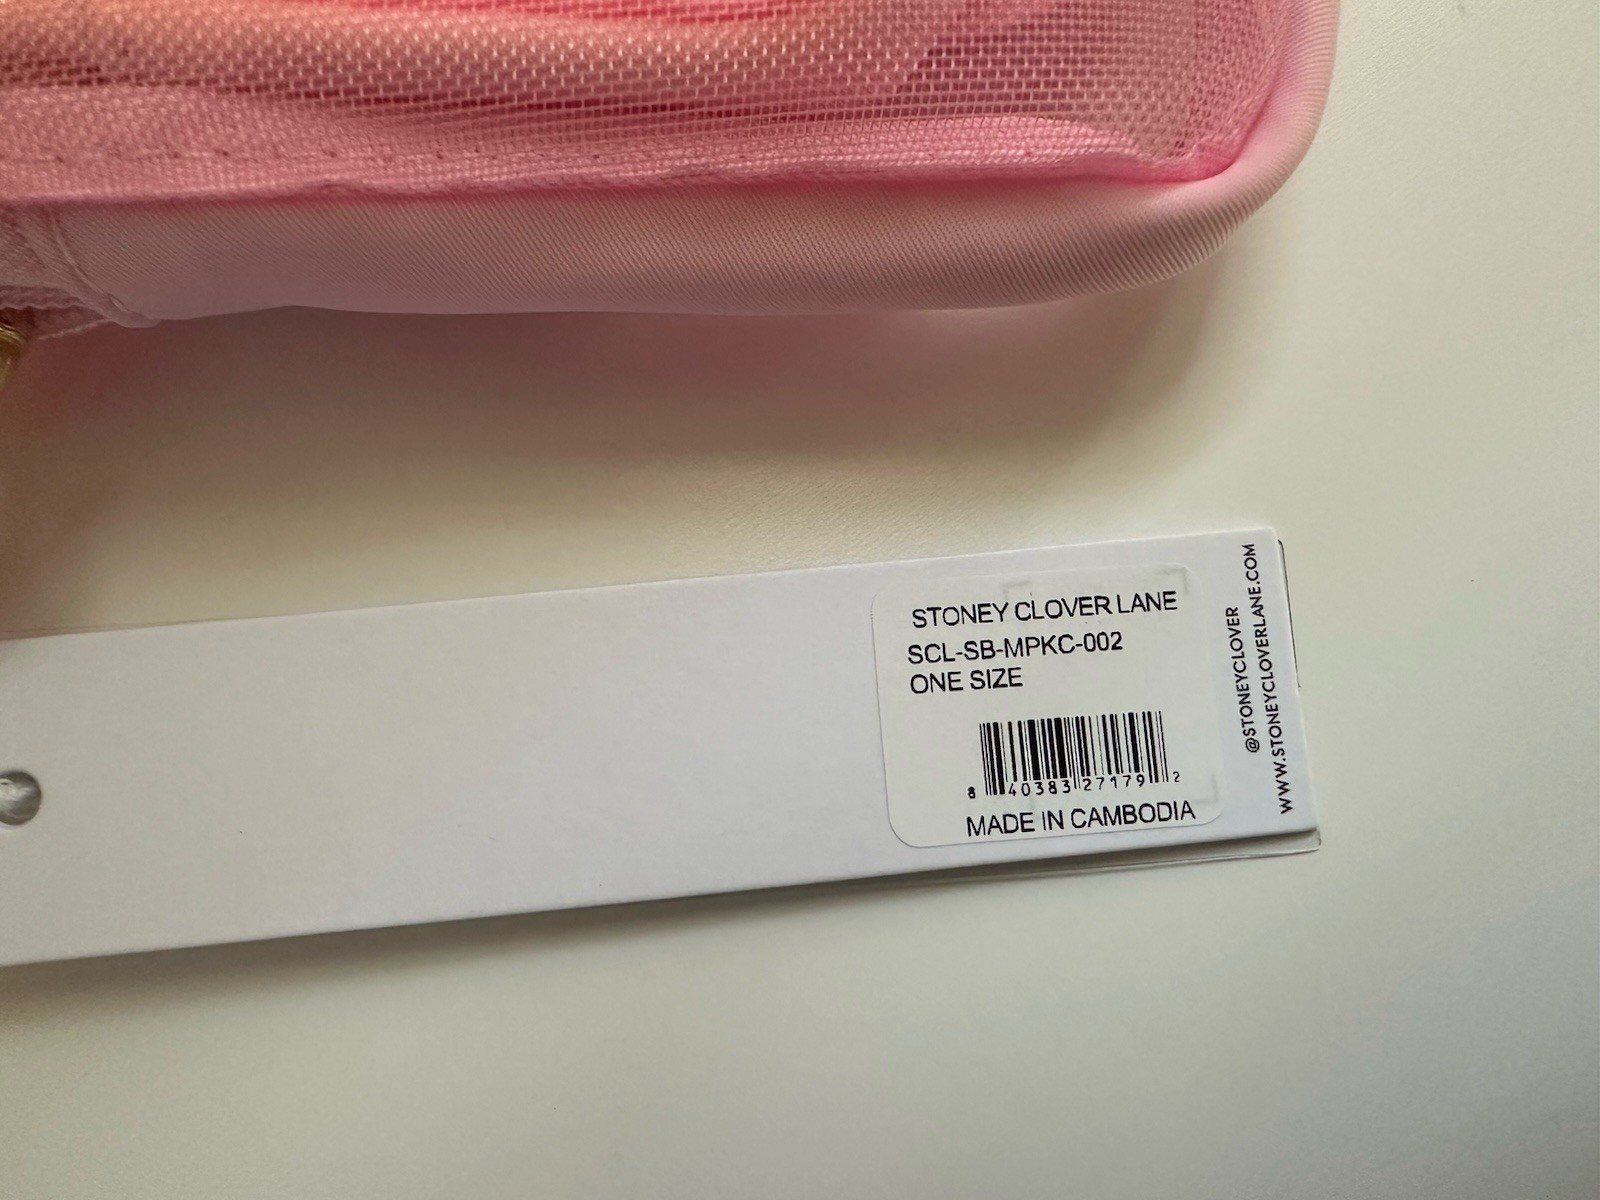 STONEY CLOVER LANE
SCL-SB-MPKC-002
ONE SIZE
8 40383 27179 2
MADE IN CAMBODIA
@STONEYCLOVER
WWW.STONEYCLOVERLANE.COM